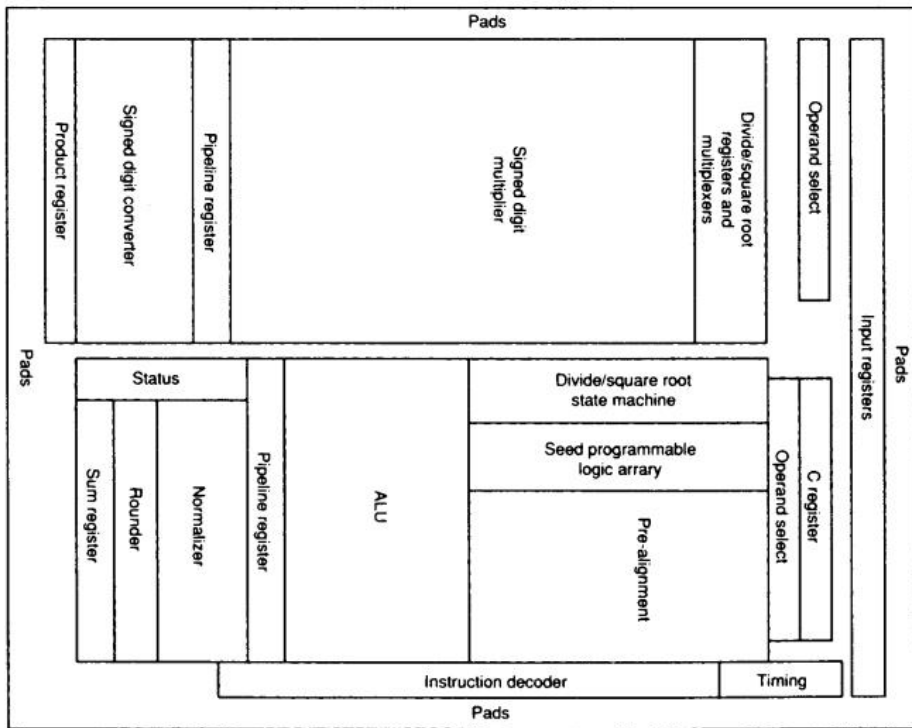 Pads
Product register
Signed digit converter
Pipeline register
Signed digit
multiplier
Divide/square root
registers and
multiplexers
Operand select
Input registers
Pads
Pads
Status
Sum register
Rounder
Normalizer
Pipeline register
ALU
Divide/square root
state machine
Seed programmable
logic arrary
Pre-alignment
Operand select
C register
Instruction decoder
Timing
Pads